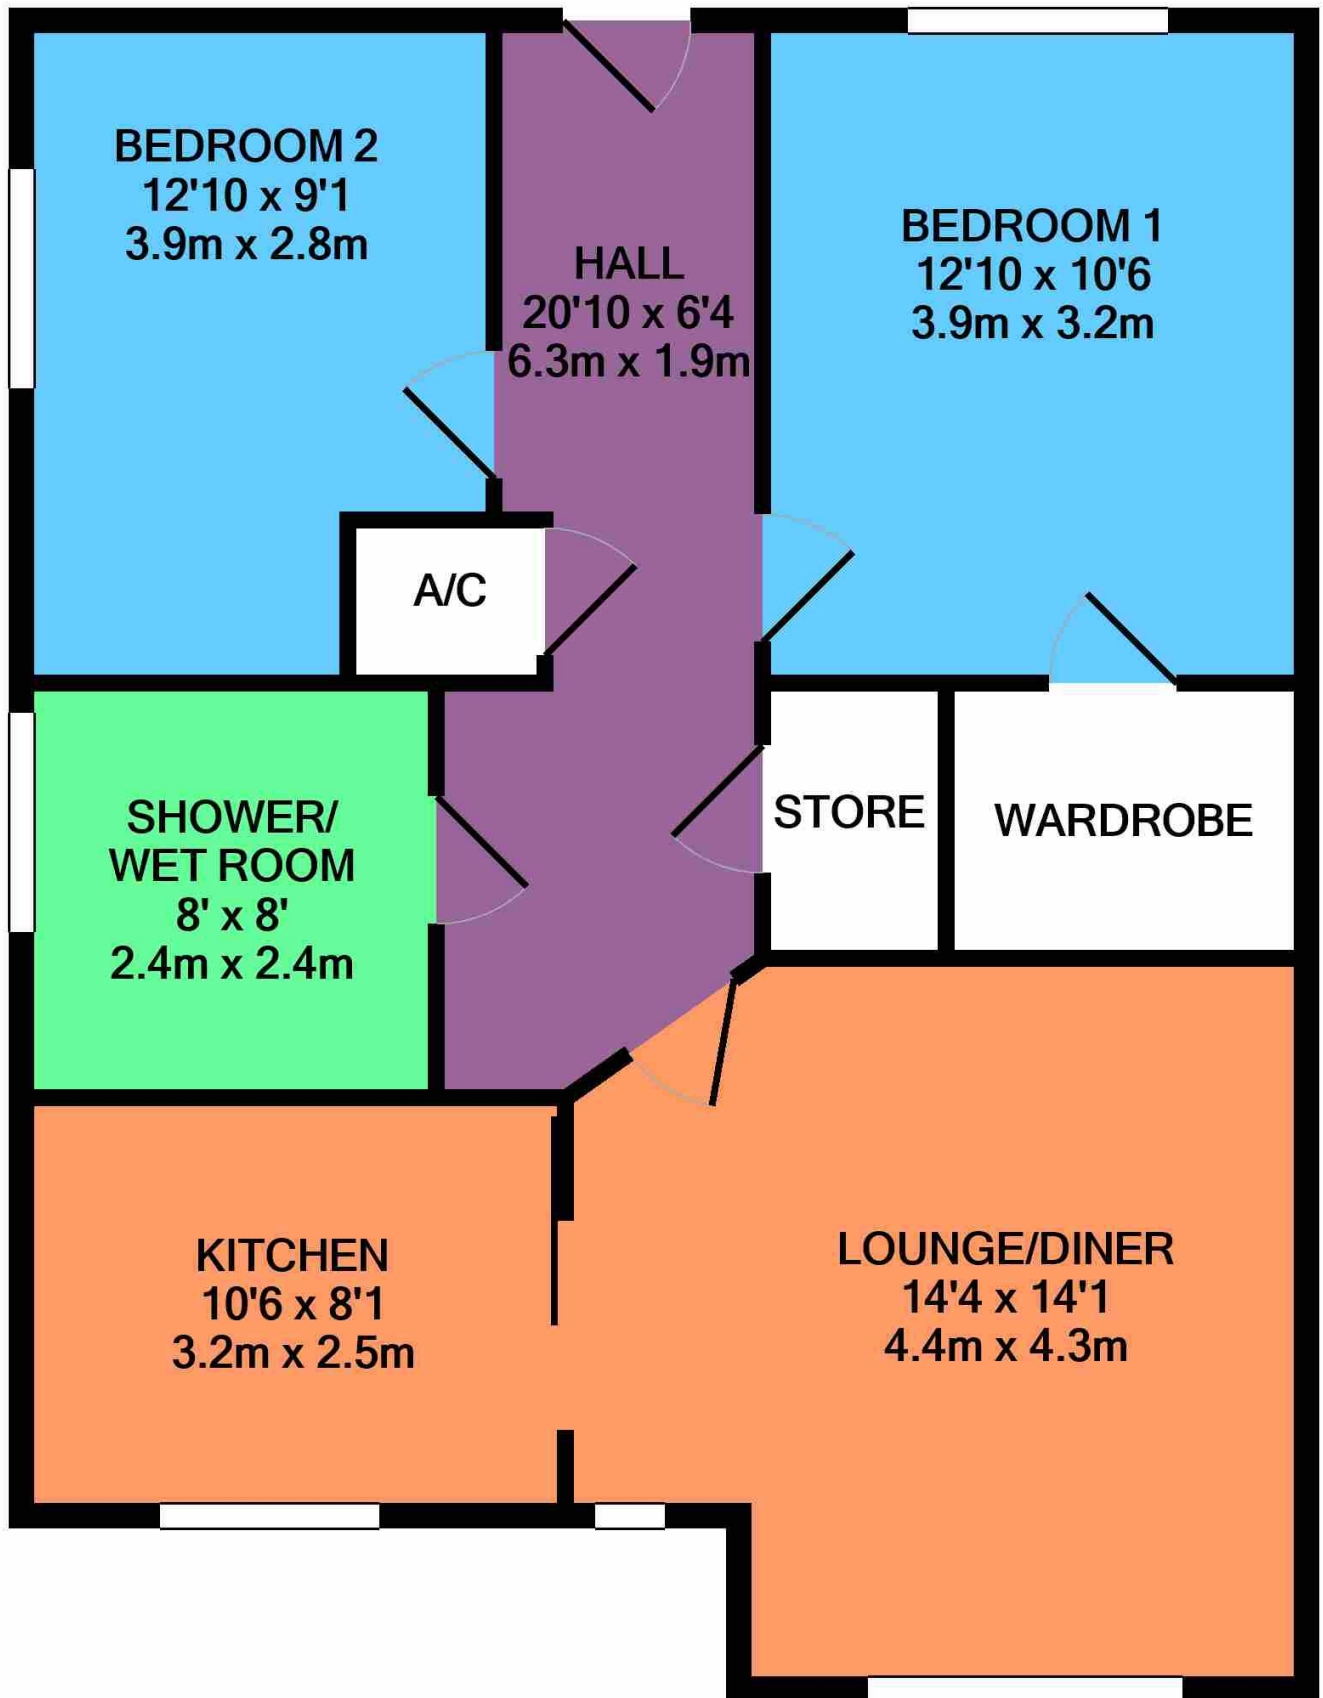 BEDROOM 2
12'10 x 9'1
3.9m x 2.8m
HALL
20'10 x 6'4
6.3m x 1.9m
BEDROOM 1
12'10 x 10'6
3.9m x 3.2m
A/C
SHOWER/
WET ROOM
8' x 8'
2.4m x 2.4m
STORE
WARDROBE
KITCHEN
10'6 x 8'1
3.2m x 2.5m
LOUNGE/DINER
14'4 x 14'1
4.4m x 4.3m